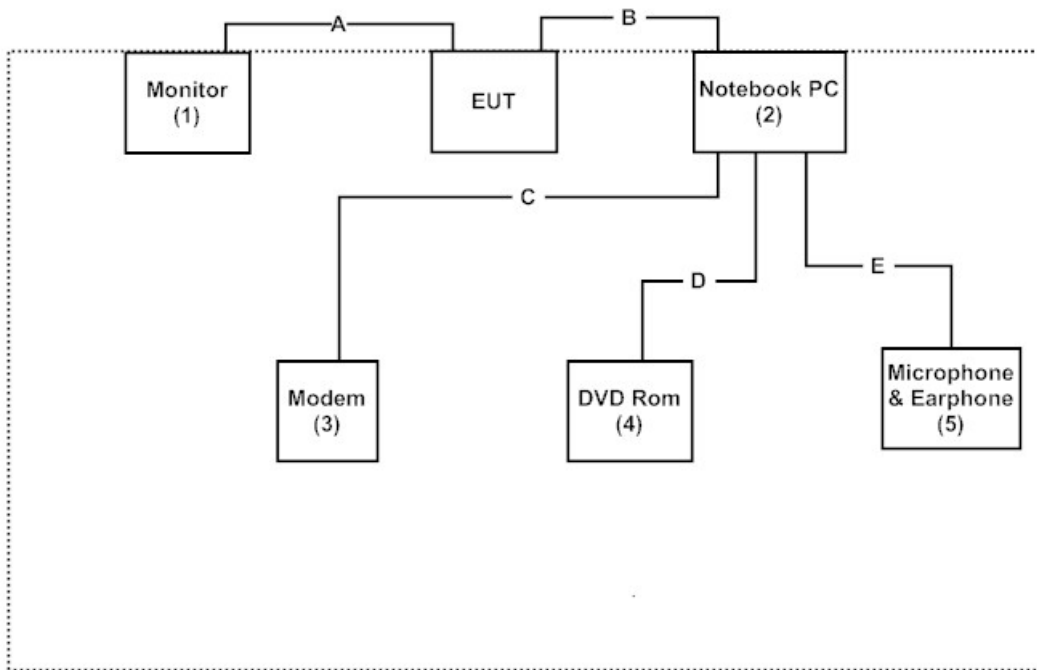 A
B
Monitor
(1)
EUT
Notebook PC
(2)
C
D
E
Modem
(3)
DVD Rom
(4)
Microphone
& Earphone
(5)